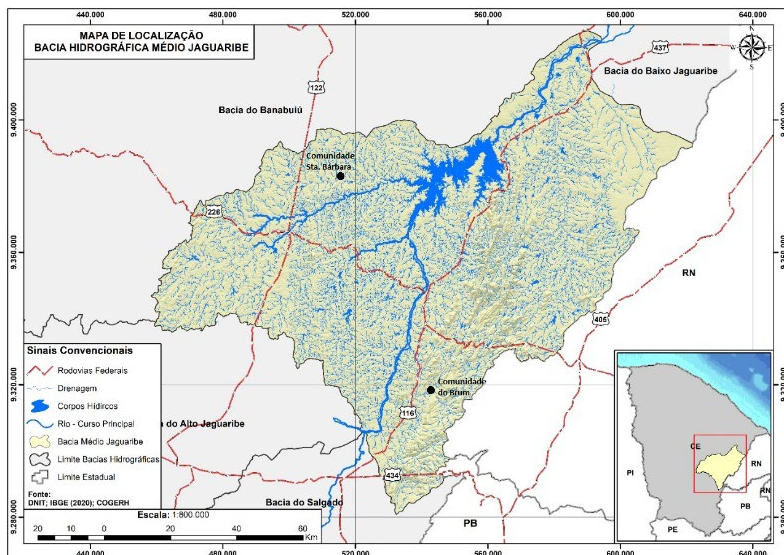 440.000 480.000 520.000 560.000 600.000 640.000
MAPA DE LOCALIZAÇÃO
BACIA HIDROGRÁFICA MÉDIO JAGUARIBE
N
W E
S
437
Bacia do Baixo Jaguaribe
122
Bacia do Banabuiú
9.400.000
Comunidade
Sta. Bárbara
226
9.360.000
9.360.000
RN
405
Sinais Convencionais
Rodovias Federais
Drenagem
Corpos Hídricos
Rio - Curso Principal
Bacia Médio Jaguaribe
Limite Bacias Hidrográficas
Limite Estadual
Fonte:
DNIT; IBGE (2020); COGERH
9.320.000
Comunidade
do Brum
a do Alto Jaguaribe
116
434
Bacia do Salgado
PB
9.280.000
9.280.000
Escala: 1:800.000
20 10 0 20 40 60
Km
CE
PI
RN
RN
PB
PE
440.000 480.000 520.000 560.000 600.000 640.000